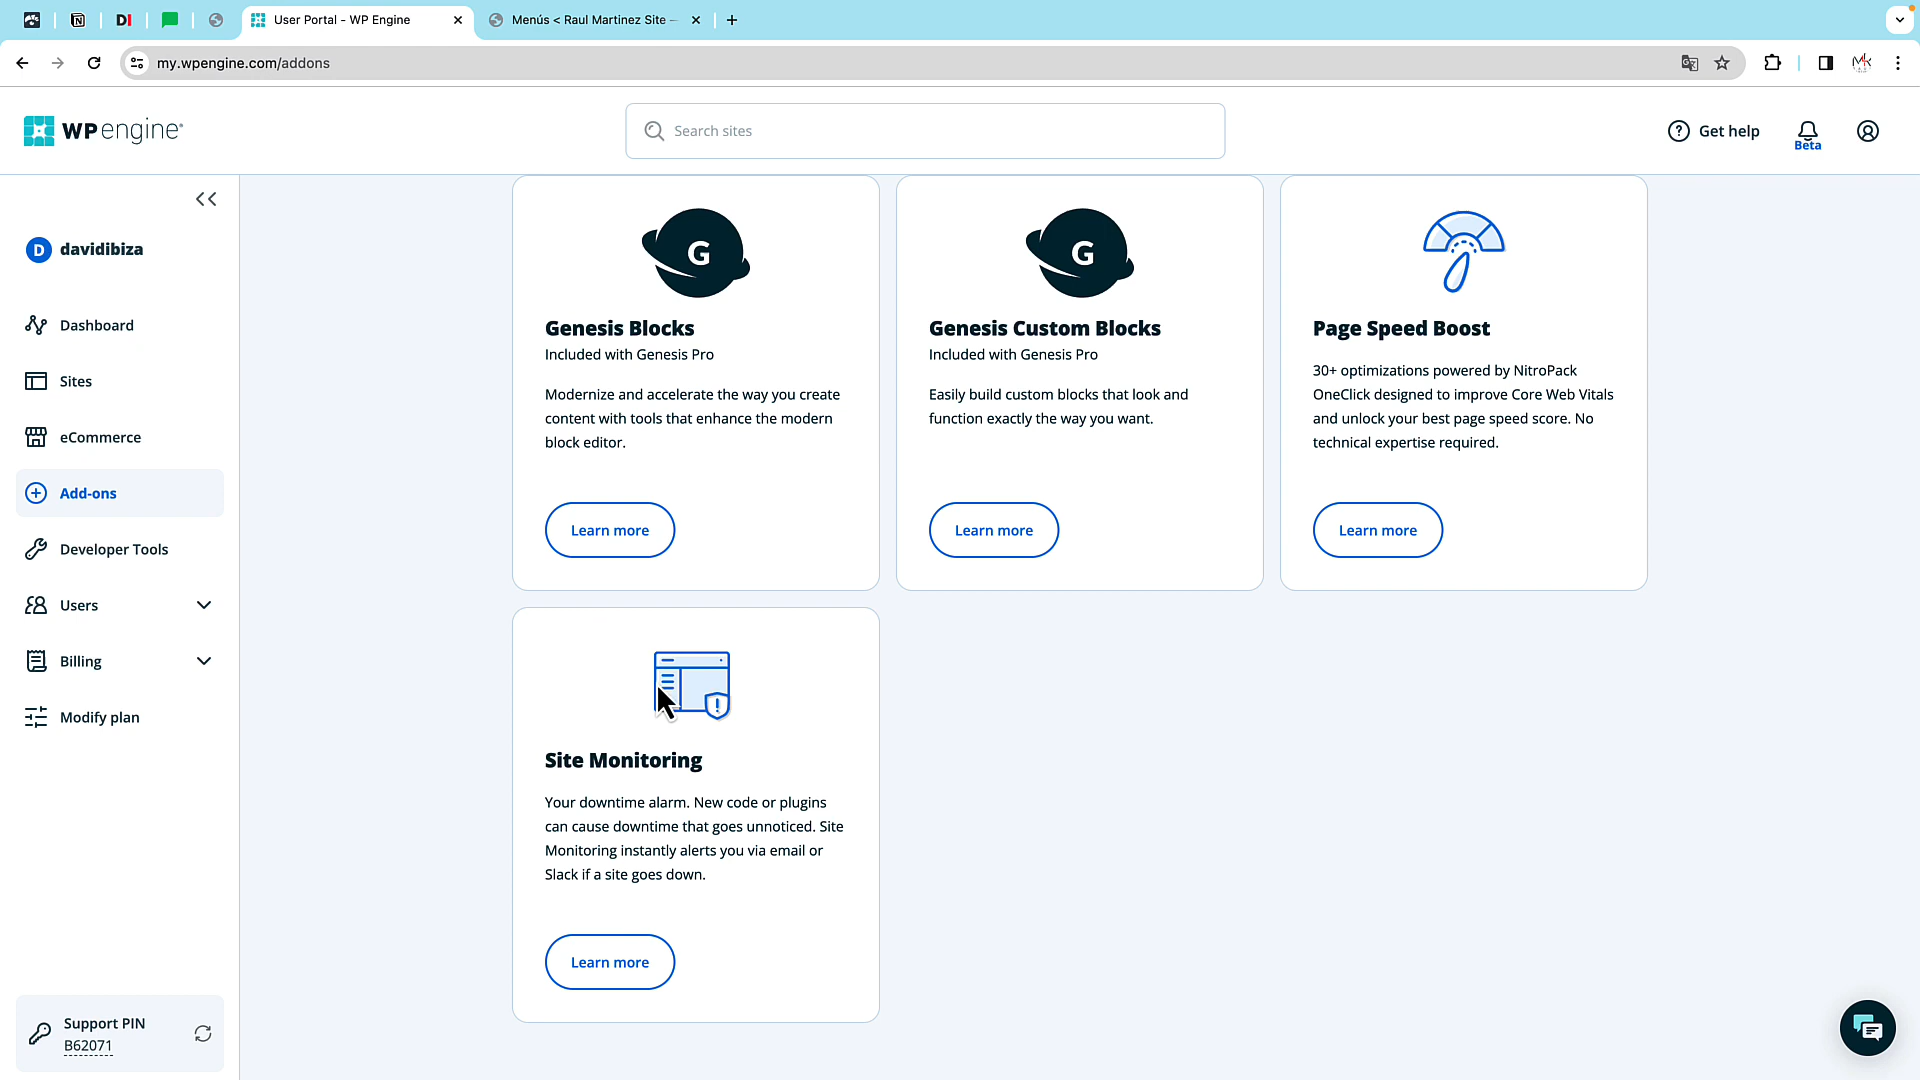 DI
User Portal - WP Engine
Menús < Raul Martinez Site –
my.wpengine.com/addons
WP engine®
Search sites
Get help
Beta
D davidibiza
Dashboard
Sites
eCommerce
Add-ons
Developer Tools
Users
Billing
Modify plan
Support PIN
B62071
G
Genesis Blocks
Included with Genesis Pro
Modernize and accelerate the way you create
content with tools that enhance the modern
block editor.
Learn more
G
Genesis Custom Blocks
Included with Genesis Pro
Easily build custom blocks that look and
function exactly the way you want.
Learn more
Page Speed Boost
30+ optimizations powered by NitroPack
OneClick designed to improve Core Web Vitals
and unlock your best page speed score. No
technical expertise required.
Learn more
Site Monitoring
Your downtime alarm. New code or plugins
can cause downtime that goes unnoticed. Site
Monitoring instantly alerts you via email or
Slack if a site goes down.
Learn more